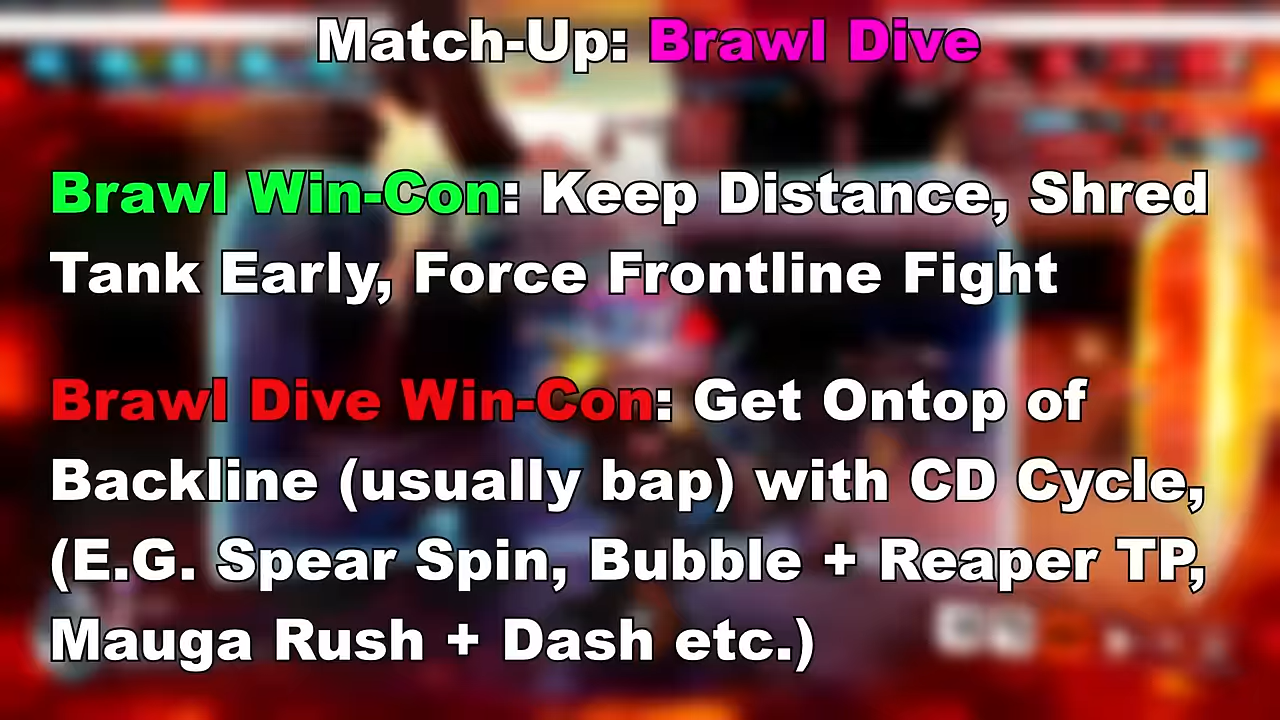 Match-Up: Brawl Dive
Brawl Win-Con: Keep Distance, Shred
Tank Early, Force Frontline Fight
Brawl Dive Win-Con: Get Ontop of
Backline (usually bap) with CD Cycle,
(E.G. Spear Spin, Bubble + Reaper TP,
Mauga Rush + Dash etc.)